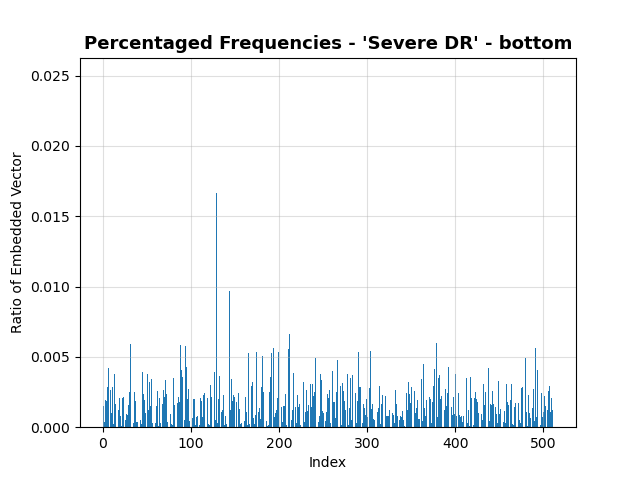 Percentaged Frequencies - 'Severe DR' - bottom
Ratio of Embedded Vector
0.025
0.020
0.015
0.010
0.005
0.000
0 100 200 300 400 500
Index